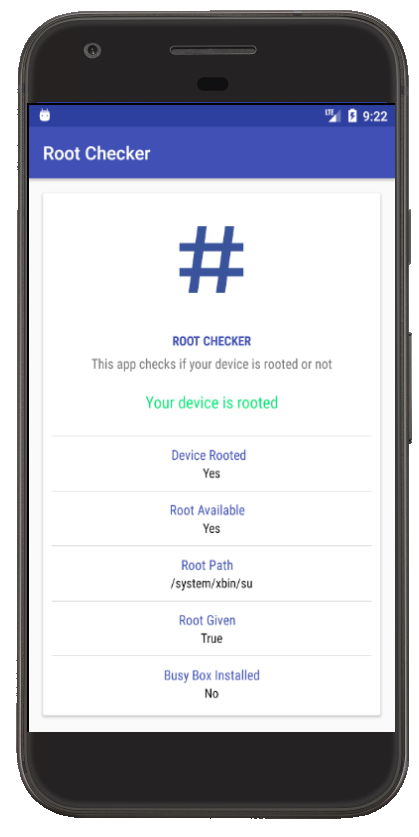 LTE 9:22
Root Checker
#
ROOT CHECKER
This app checks if your device is rooted or not
Your device is rooted
Device Rooted
Yes
Root Available
Yes
Root Path
/system/xbin/su
Root Given
True
Busy Box Installed
No